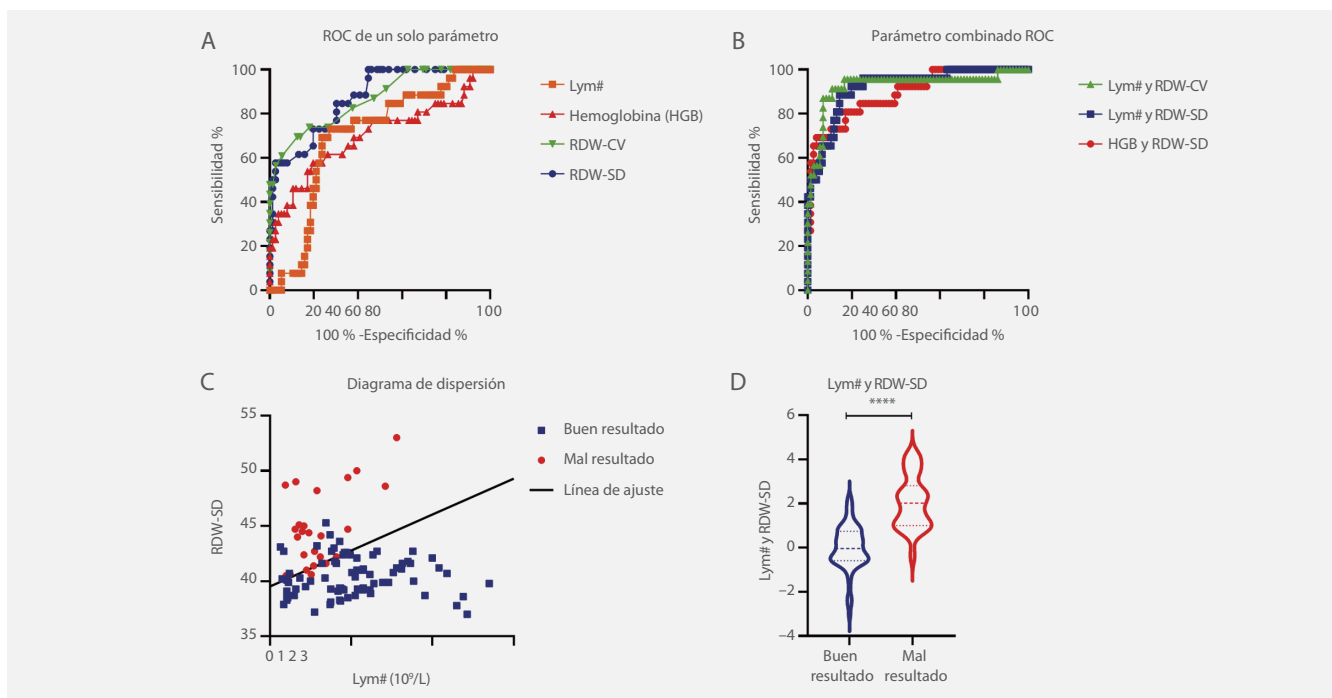 A
ROC de un solo parámetro
Sensibilidad %
100
80
60
40
20
0
0 20 40 60 80 100
100 % -Especificidad %
Lym#
Hemoglobina (HGB)
RDW-CV
RDW-SD
B
Parámetro combinado ROC
Sensibilidad %
100
80
60
40
20
0
0 20 40 60 80 100
100 % -Especificidad %
Lym# y RDW-CV
Lym# y RDW-SD
HGB y RDW-SD
C
Diagrama de dispersión
RDW-SD
55
50
45
40
35
0 1 2 3
Lym# (10⁹/L)
Buen resultado
Mal resultado
Línea de ajuste
D
Lym# y RDW-SD
****
Lym# y RDW-SD
6
4
2
0
−2
−4
Buen
resultado
Mal
resultado